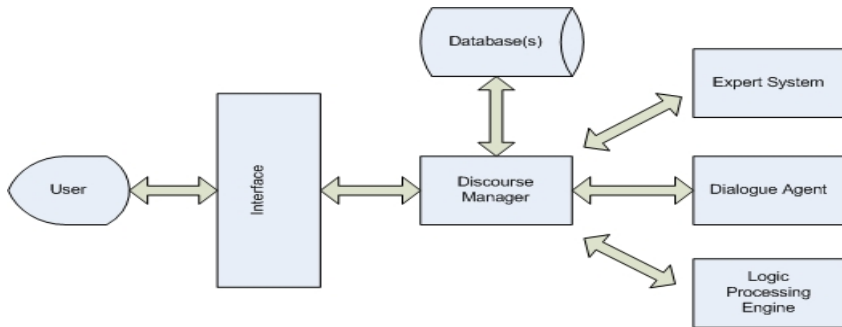 Database(s)
Expert System
User
Interface
Discourse
Manager
Dialogue Agent
Logic
Processing
Engine